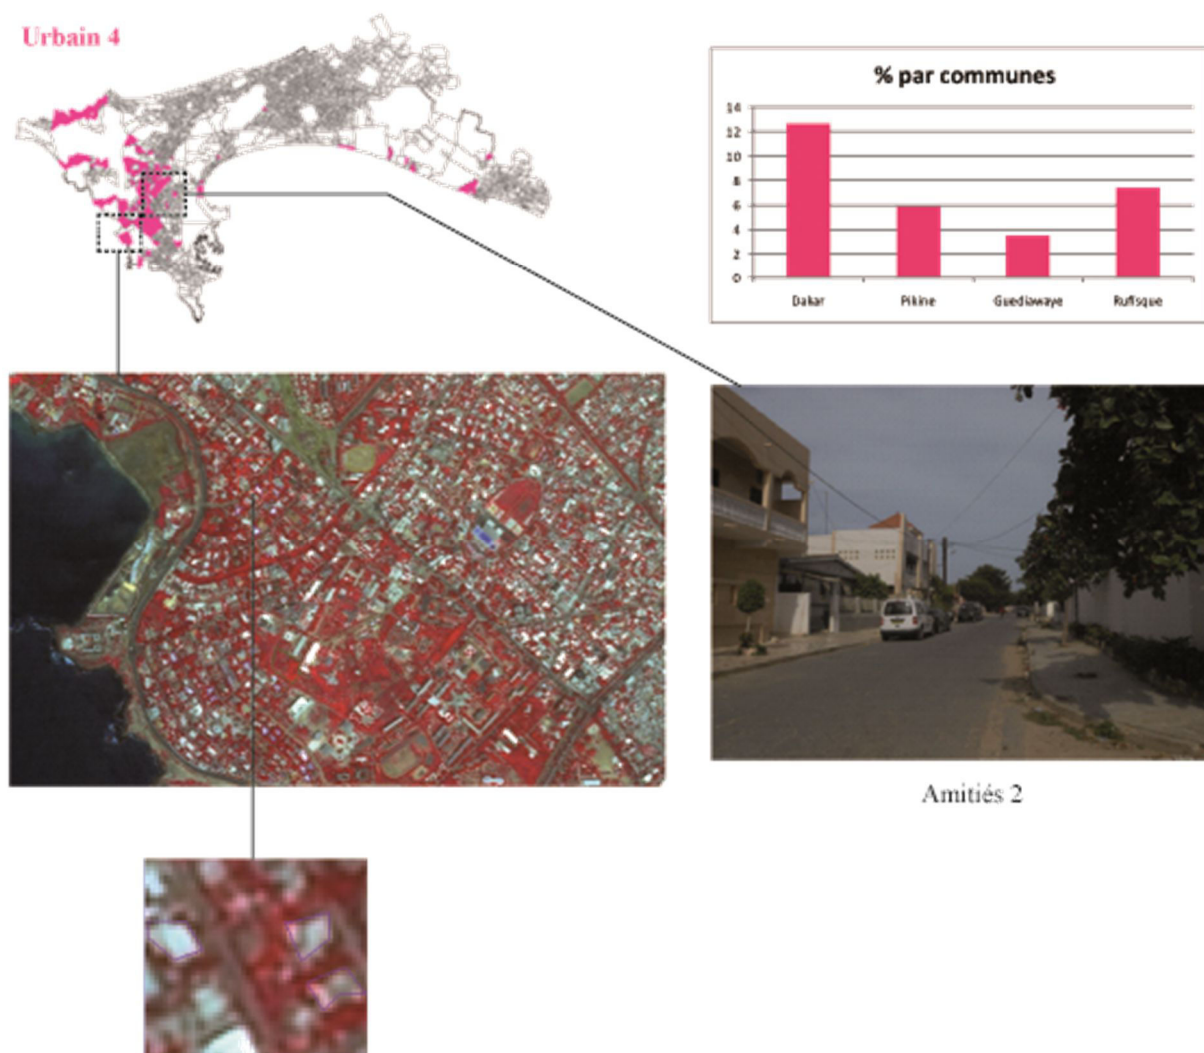 Urbain 4
% par communes
14
12
10
8
6
4
2
0
Dakar
Pikine
Guediawaye
Rufisque
Amitiés 2